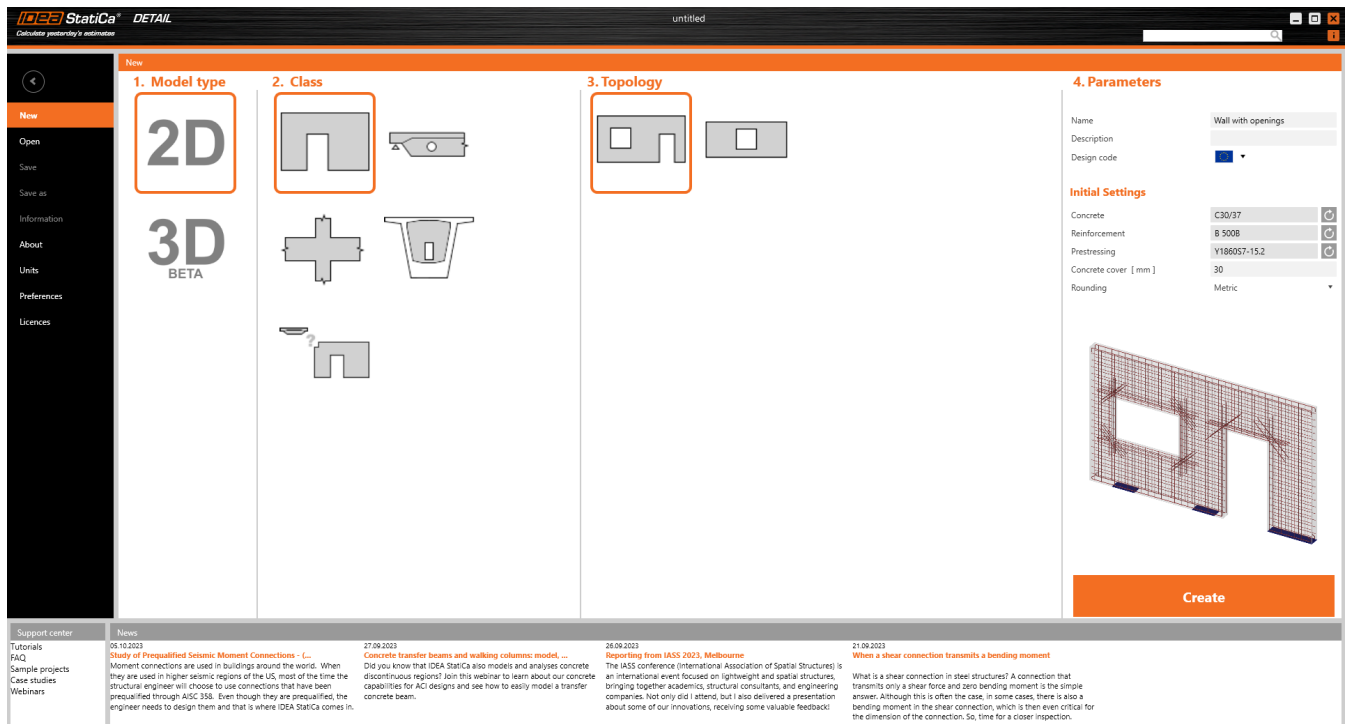 IDEA StatiCa® DETAIL
Calculate yesterday's estimates
untitled
i
New
Open
Save
Save as
Information
About
Units
Preferences
Licences
New
1. Model type
2D
3D
BETA
2. Class
?
3. Topology
4. Parameters
Name Wall with openings
Description
Design code
Initial Settings
Concrete C30/37
Reinforcement B 500B
Prestressing Y1860S7-15.2
Concrete cover [ mm ] 30
Rounding Metric
Create
Support center
Tutorials
FAQ
Sample projects
Case studies
Webinars
News
05.10.2023
Study of Prequalified Seismic Moment Connections - (...
Moment connections are used in buildings around the world. When
they are used in higher seismic regions of the US, most of the time the
structural engineer will choose to use connections that have been
prequalified through AISC 358. Even though they are prequalified, the
engineer needs to design them and that is where IDEA StatiCa comes in.
27.09.2023
Concrete transfer beams and walking columns: model, ...
Did you know that IDEA StatiCa also models and analyses concrete
discontinuous regions? Join this webinar to learn about our concrete
capabilities for ACI designs and see how to easily model a transfer
concrete beam.
26.09.2023
Reporting from IASS 2023, Melbourne
The IASS conference (International Association of Spatial Structures) is
an international event focused on lightweight and spatial structures,
bringing together academics, structural consultants, and engineering
companies. Not only did I attend, but I also delivered a presentation
about some of our innovations, receiving some valuable feedback!
21.09.2023
When a shear connection transmits a bending moment
What is a shear connection in steel structures? A connection that
transmits only a shear force and zero bending moment is the simple
answer. Although this is often the case, in some cases, there is also a
bending moment in the shear connection, which is then even critical for
the dimension of the connection. So, time for a closer inspection.